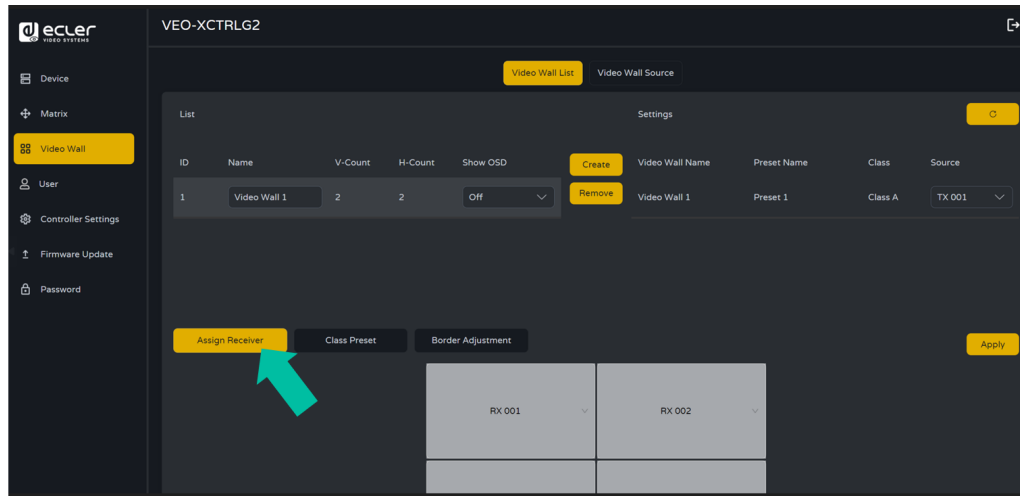 ecler
VIDEO SYSTEMS
VEO-XCTRLG2
Device
Matrix
Video Wall
User
Controller Settings
Firmware Update
Password
Video Wall List Video Wall Source
List
ID Name V-Count H-Count Show OSD
1 Video Wall 1 2 2 Off
Create
Remove
Settings
Video Wall Name Preset Name Class Source
Video Wall 1 Preset 1 Class A TX 001
Assign Receiver Class Preset Border Adjustment Apply
RX 001 RX 002